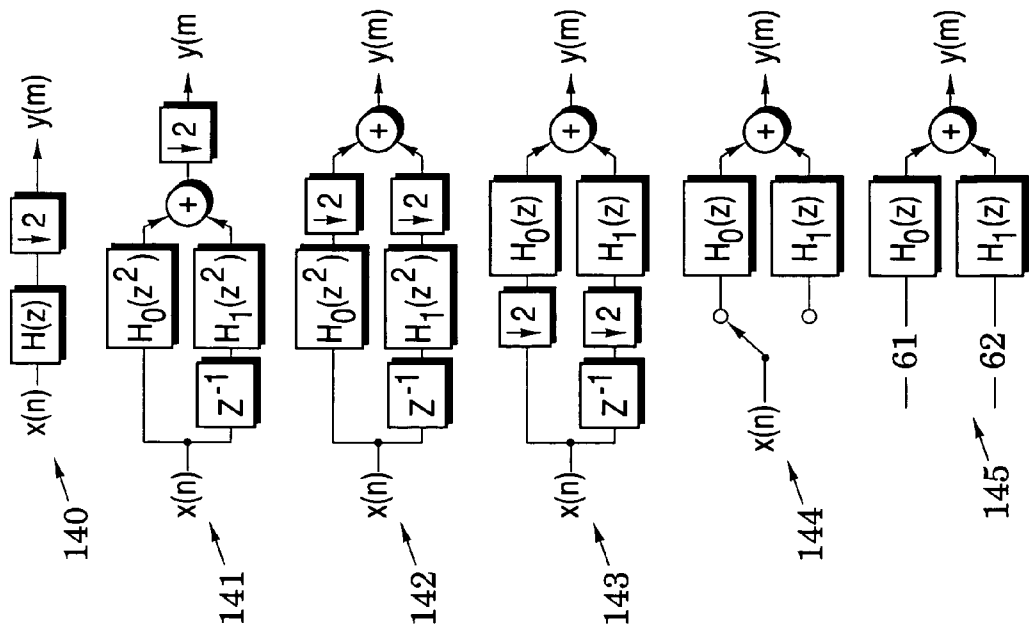 x(n) H(z) ↓2 y(m)
140
x(n) H₀(z²) Z⁻¹ H₁(z²) + ↓2 y(m
141
x(n) H₀(z²) ↓2 Z⁻¹ H₁(z²) ↓2 + y(m)
142
x(n) ↓2 H₀(z) Z⁻¹ ↓2 H₁(z) + y(m)
143
x(n) H₀(z) H₁(z) + y(m)
144
61 H₀(z) 62 H₁(z) + y(m)
145